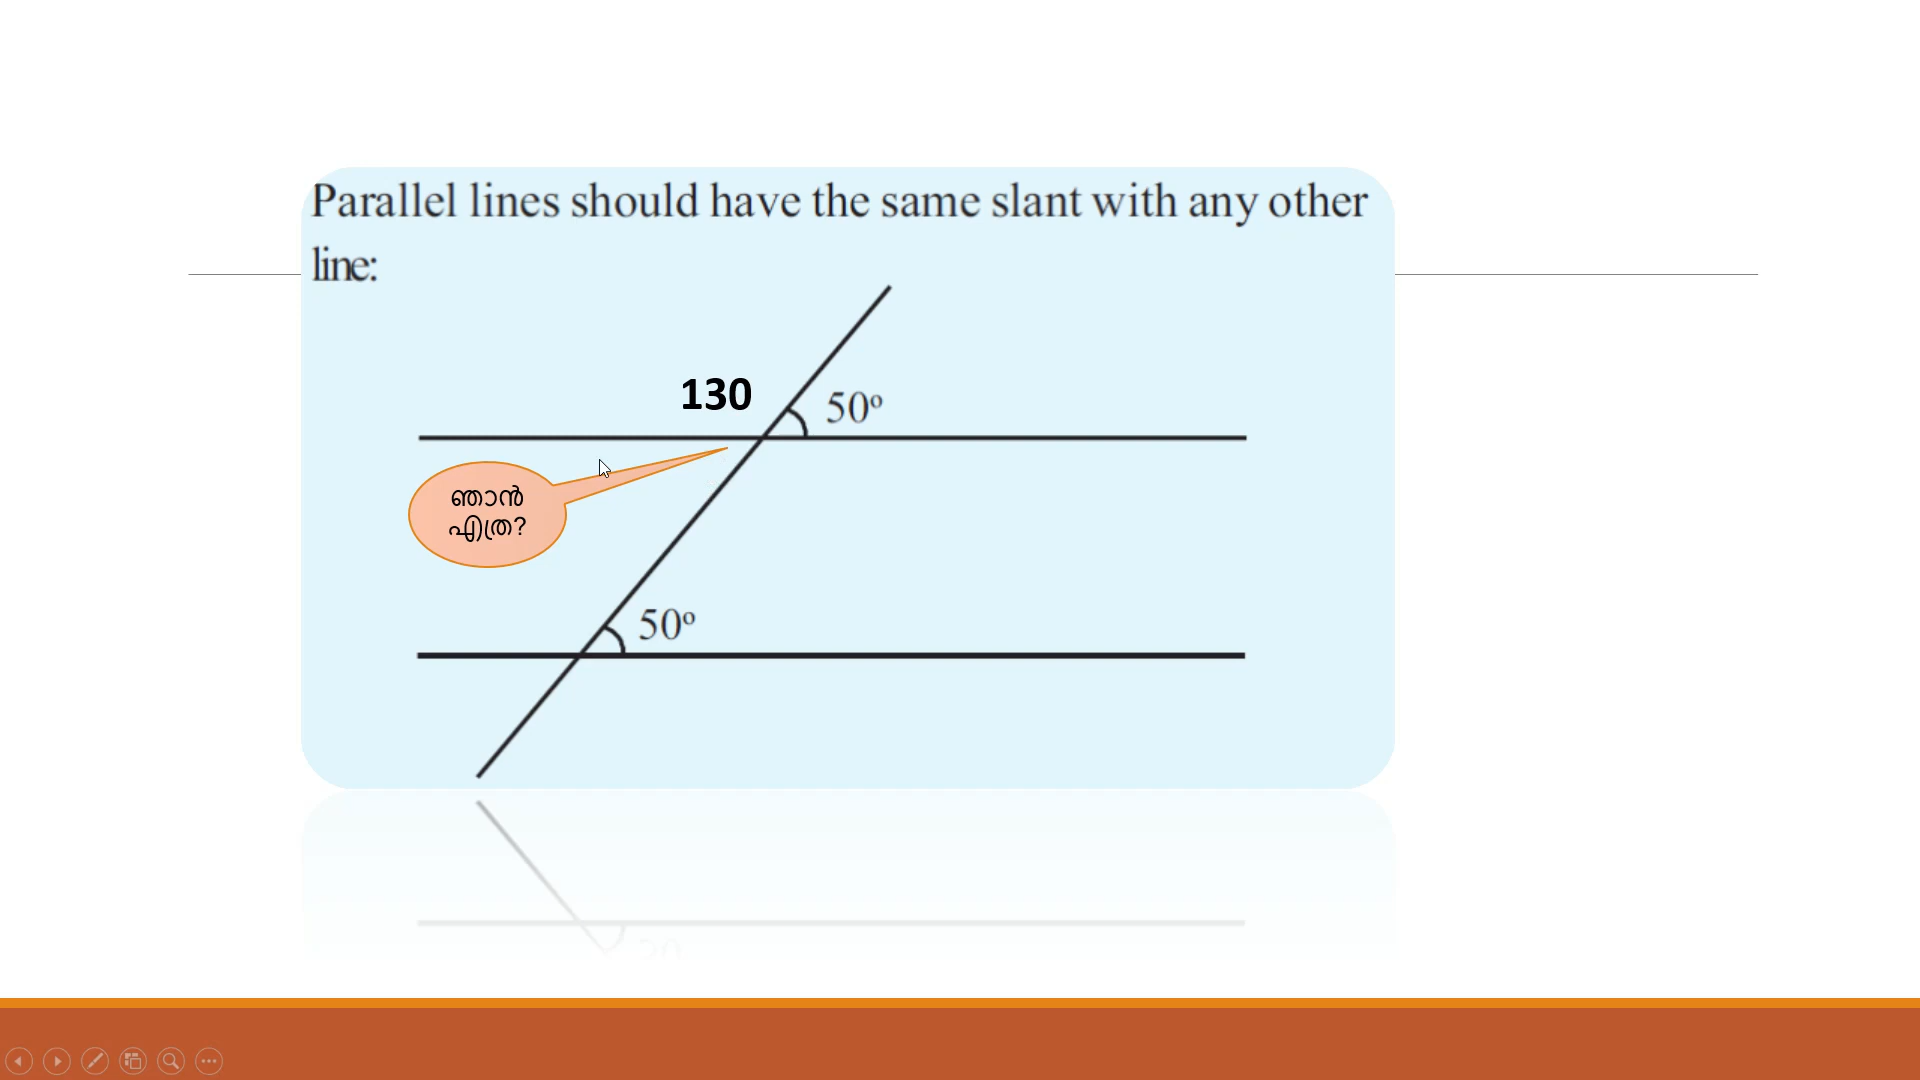 Parallel lines should have the same slant with any other
line:
130
50º
ഞാൻ
എത്ര?
50º